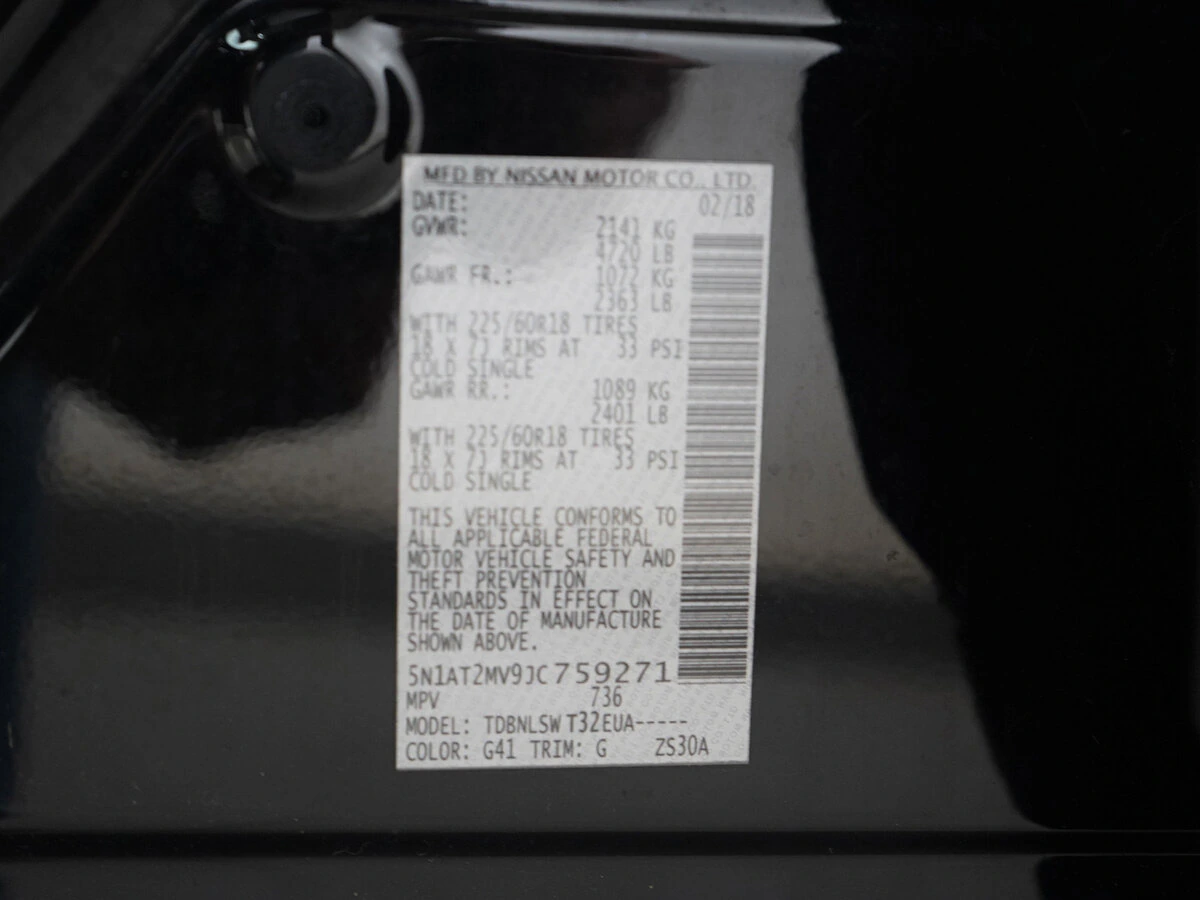 MFD BY NISSAN MOTOR CO., LTD.
DATE: 02/18
GVWR: 2141 KG
4720 LB
GAWR FR.: 1072 KG
2363 LB
WITH 225/60R18 TIRES
18 X 7J RIMS AT 33 PSI
COLD SINGLE
GAWR RR.: 1089 KG
2401 LB
WITH 225/60R18 TIRES
18 X 7J RIMS AT 33 PSI
COLD SINGLE
THIS VEHICLE CONFORMS TO
ALL APPLICABLE FEDERAL
MOTOR VEHICLE SAFETY AND
THEFT PREVENTION
STANDARDS IN EFFECT ON
THE DATE OF MANUFACTURE
SHOWN ABOVE.
5N1AT2MV9JC759271
MPV 736
MODEL: TDBNLSWT32EUA-----
COLOR: G41 TRIM: G ZS30A